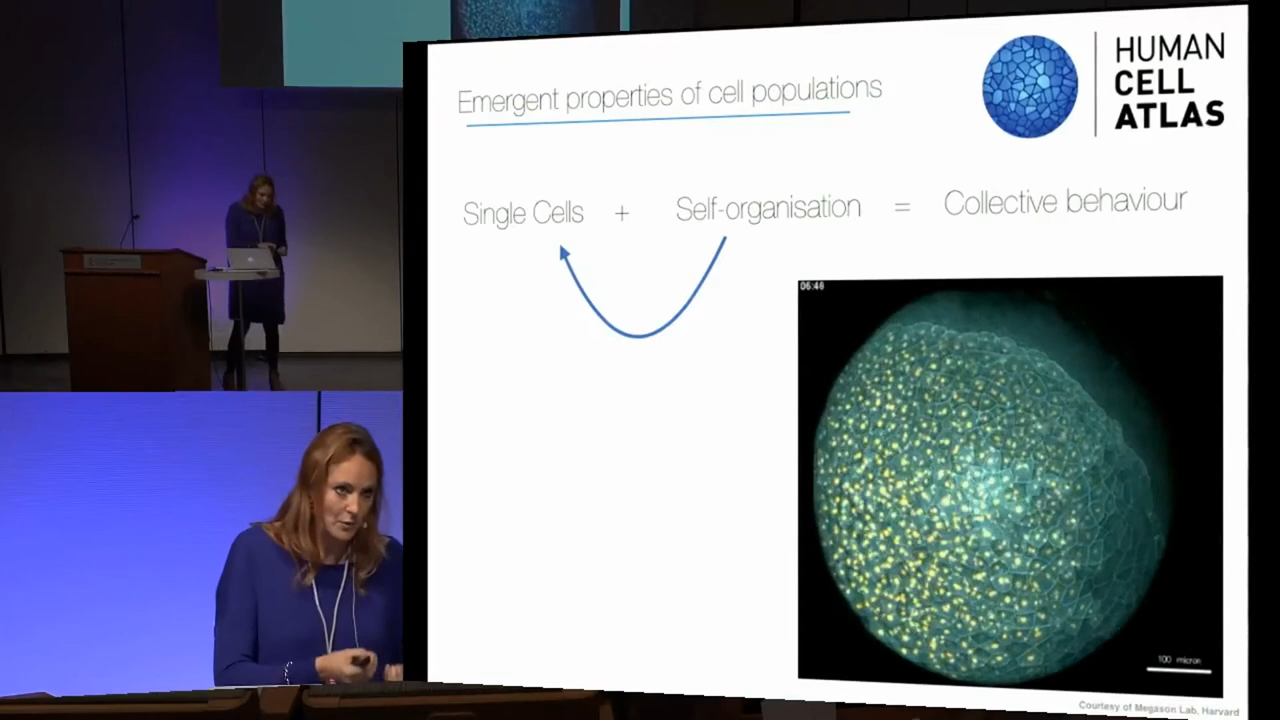 Emergent properties of cell populations
HUMAN
CELL
ATLAS
Single Cells + Self-organisation = Collective behaviour
06:46
100 micron
Courtesy of Megason Lab, Harvard